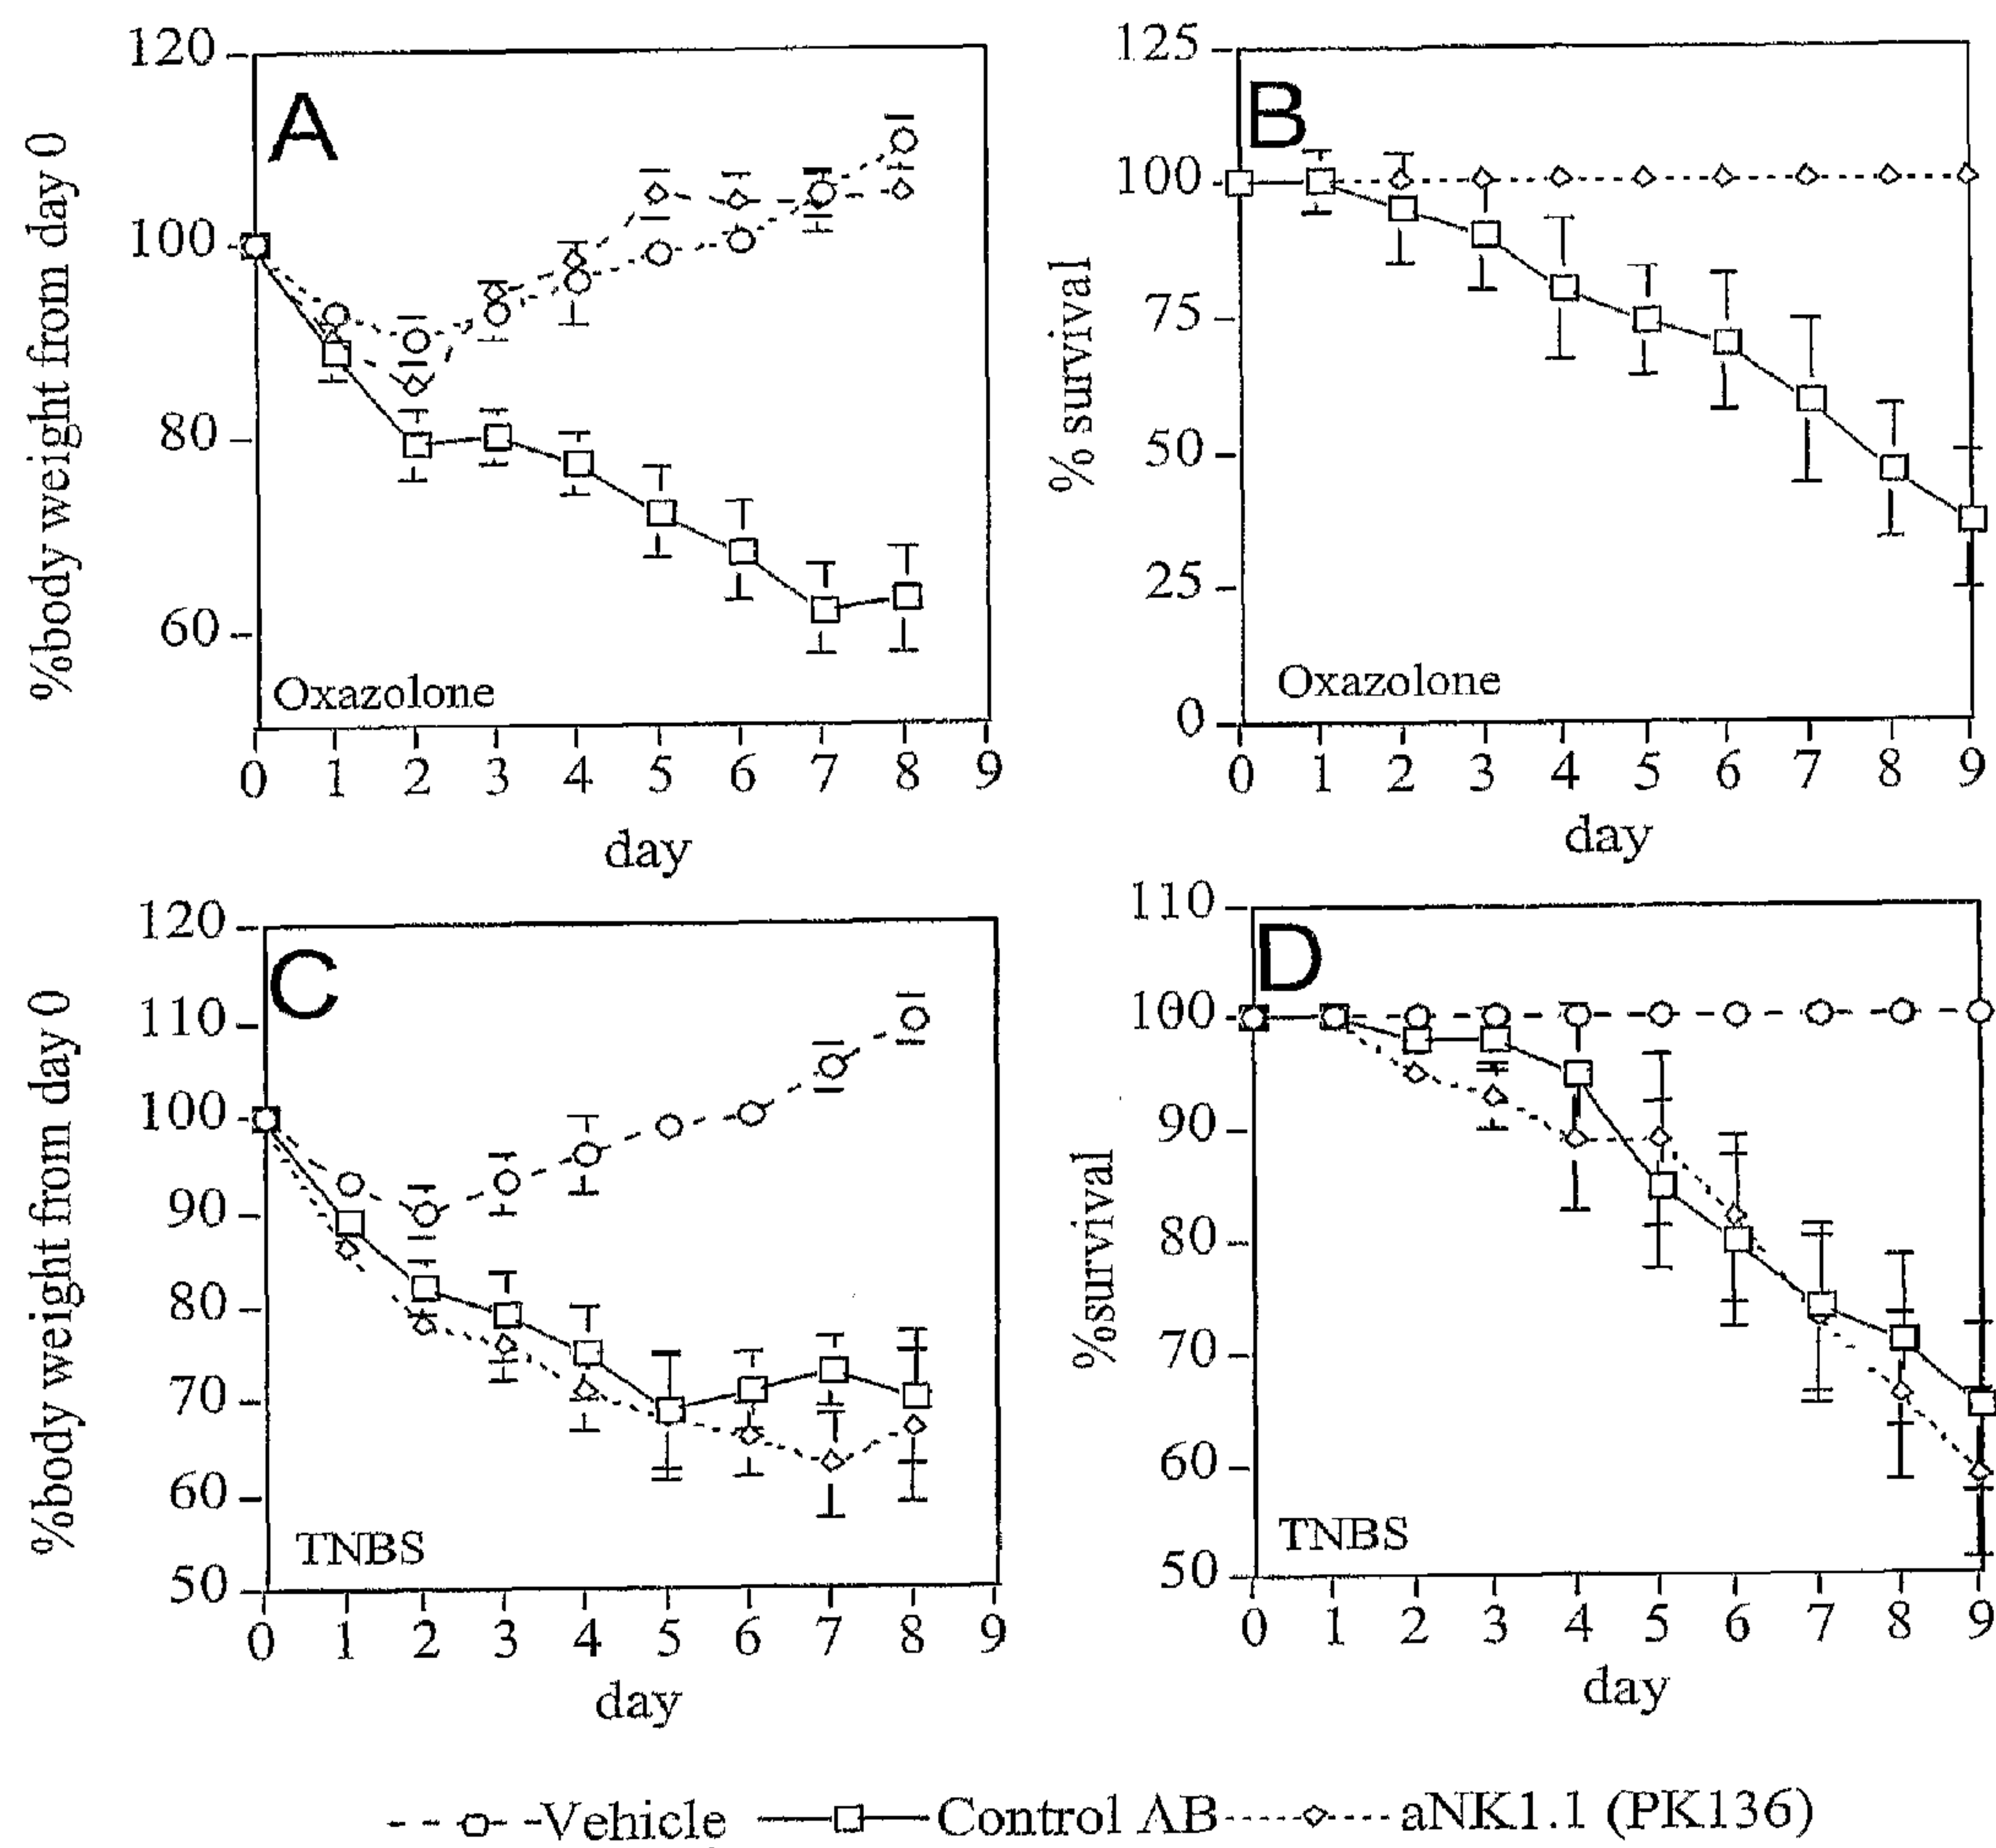 A
%body weight from day 0
120
100
80
60
Oxazolone
0 1 2 3 4 5 6 7 8 9
day
B
% survival
125
100
75
50
25
0
Oxazolone
0 1 2 3 4 5 6 7 8 9
day
C
%body weight from day 0
120
110
100
90
80
70
60
50
TNBS
0 1 2 3 4 5 6 7 8 9
day
D
%survival
110
100
90
80
70
60
50
TNBS
0 1 2 3 4 5 6 7 8 9
day
Vehicle Control AB aNK1.1 (PK136)